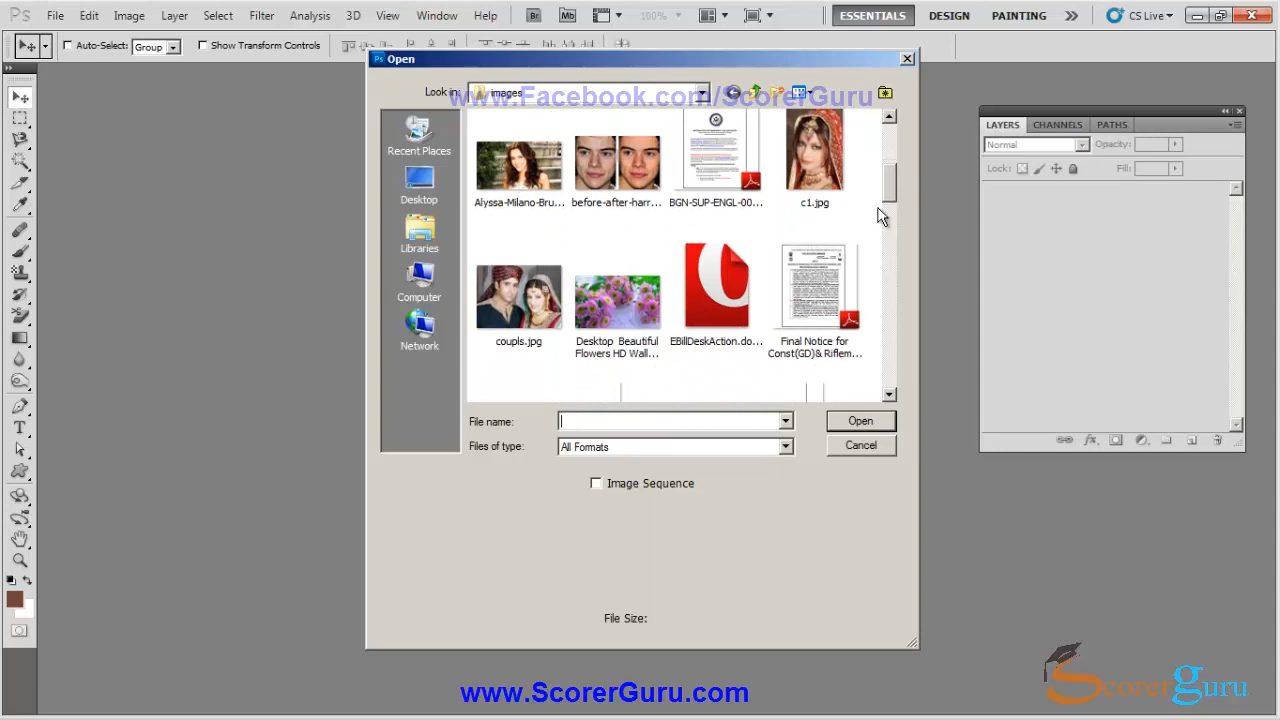 Ps File Edit Image Layer Select Filter Analysis 3D View Window Help Br Mb 100% ESSENTIALS DESIGN PAINTING CS Live
Auto-Select: Group Show Transform Controls
Ps Open
Look in: images
www.Facebook.com/ScorerGuru
LAYERS CHANNELS PATHS
Normal Opacity:
Lock: Fill:
Recent Places
Desktop
Libraries
Computer
Network
Alyssa-Milano-Bru... before-after-harr... BGN-SUP-ENGL-00... c1.jpg
coupls.jpg Desktop Beautiful EBillDeskAction.do... Final Notice for
Flowers HD Wall... Const(GD)& Riflem...
File name: Open
Files of type: All Formats Cancel
Image Sequence
File Size:
www.ScorerGuru.com
Scorerguru